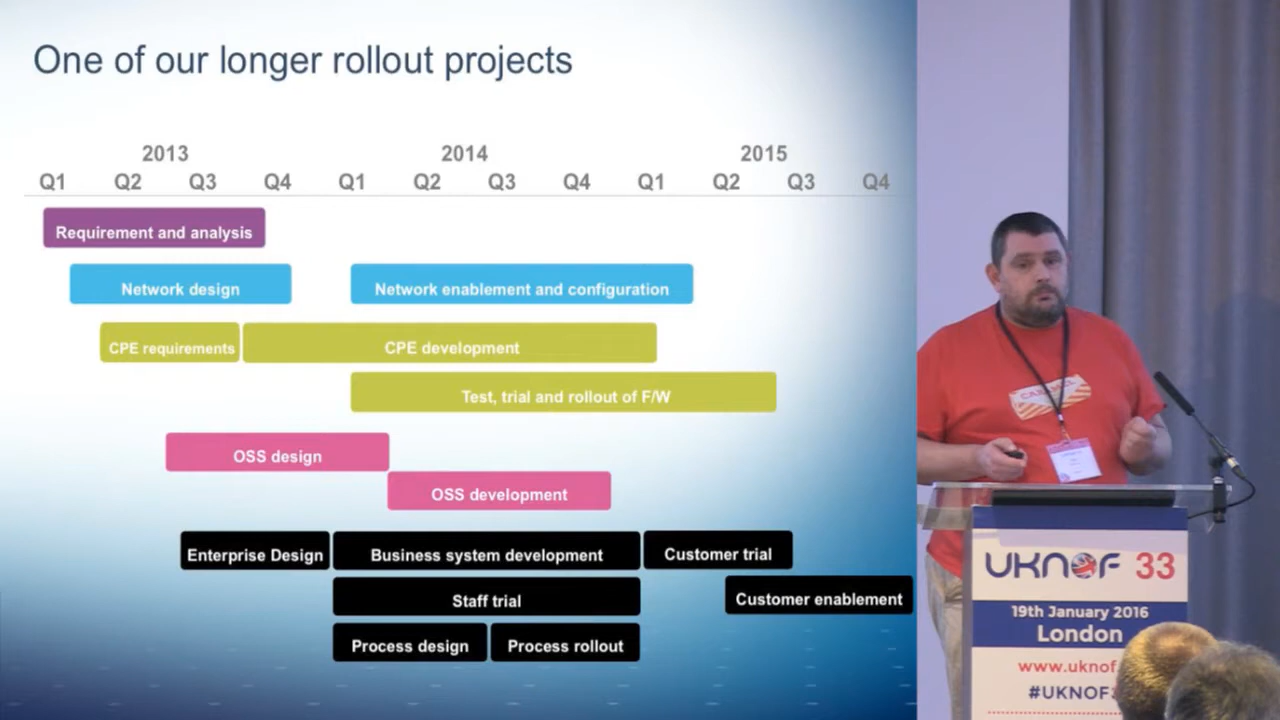 One of our longer rollout projects
2013 2014 2015
Q1 Q2 Q3 Q4 Q1 Q2 Q3 Q4 Q1 Q2 Q3 Q4
Requirement and analysis
Network design Network enablement and configuration
CPE requirements CPE development
Test, trial and rollout of F/W
OSS design
OSS development
Enterprise Design Business system development Customer trial
Staff trial Customer enablement
Process design Process rollout
UKNOF 33
19th January 2016
London
www.uknof
#UKNOF